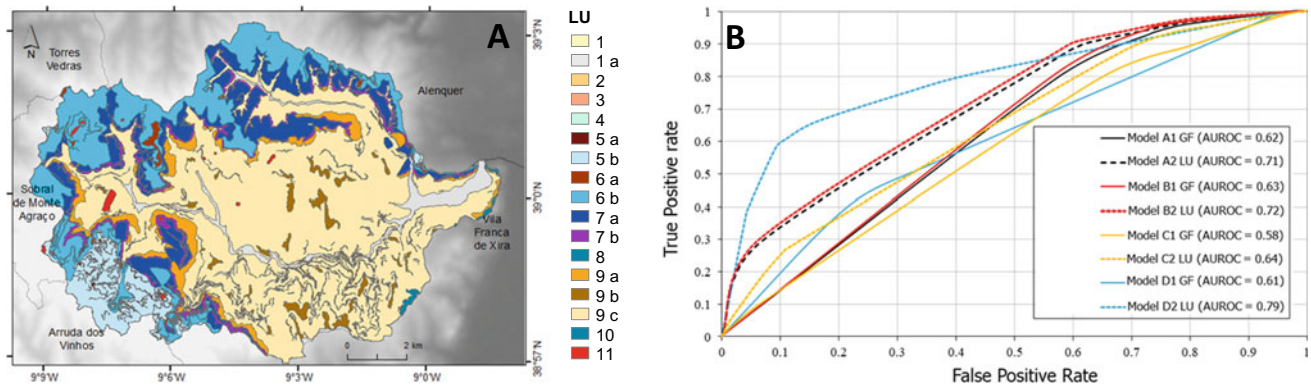 A
N
Torres
Vedras
Alenquer
Sobral
de Monte
Agraço
Vila
Franca
de Xira
Arruda dos
Vinhos
0 2 km
39°3'N
39°0'N
38°57'N
9°9'W 9°6'W 9°3'W 9°0'W
LU
1
1 a
2
3
4
5 a
5 b
6 a
6 b
7 a
7 b
8
9 a
9 b
9 c
10
11
B
True Positive rate
1
0.9
0.8
0.7
0.6
0.5
0.4
0.3
0.2
0.1
0
0 0.1 0.2 0.3 0.4 0.5 0.6 0.7 0.8 0.9 1
False Positive Rate
Model A1 GF (AUROC = 0.62)
Model A2 LU (AUROC = 0.71)
Model B1 GF (AUROC = 0.63)
Model B2 LU (AUROC = 0.72)
Model C1 GF (AUROC = 0.58)
Model C2 LU (AUROC = 0.64)
Model D1 GF (AUROC = 0.61)
Model D2 LU (AUROC = 0.79)